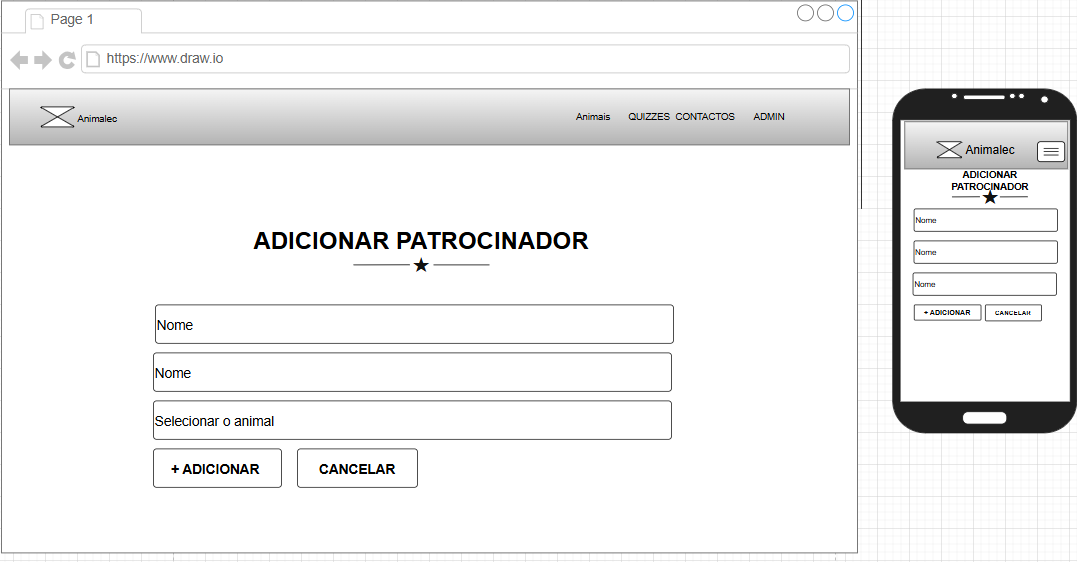 Page 1
https://www.draw.io
Animalec
Animais QUIZZES CONTACTOS ADMIN
ADICIONAR PATROCINADOR
Nome
Nome
Selecionar o animal
+ ADICIONAR CANCELAR
Animalec
ADICIONAR
PATROCINADOR
Nome
Nome
Nome
+ ADICIONAR CANCELAR